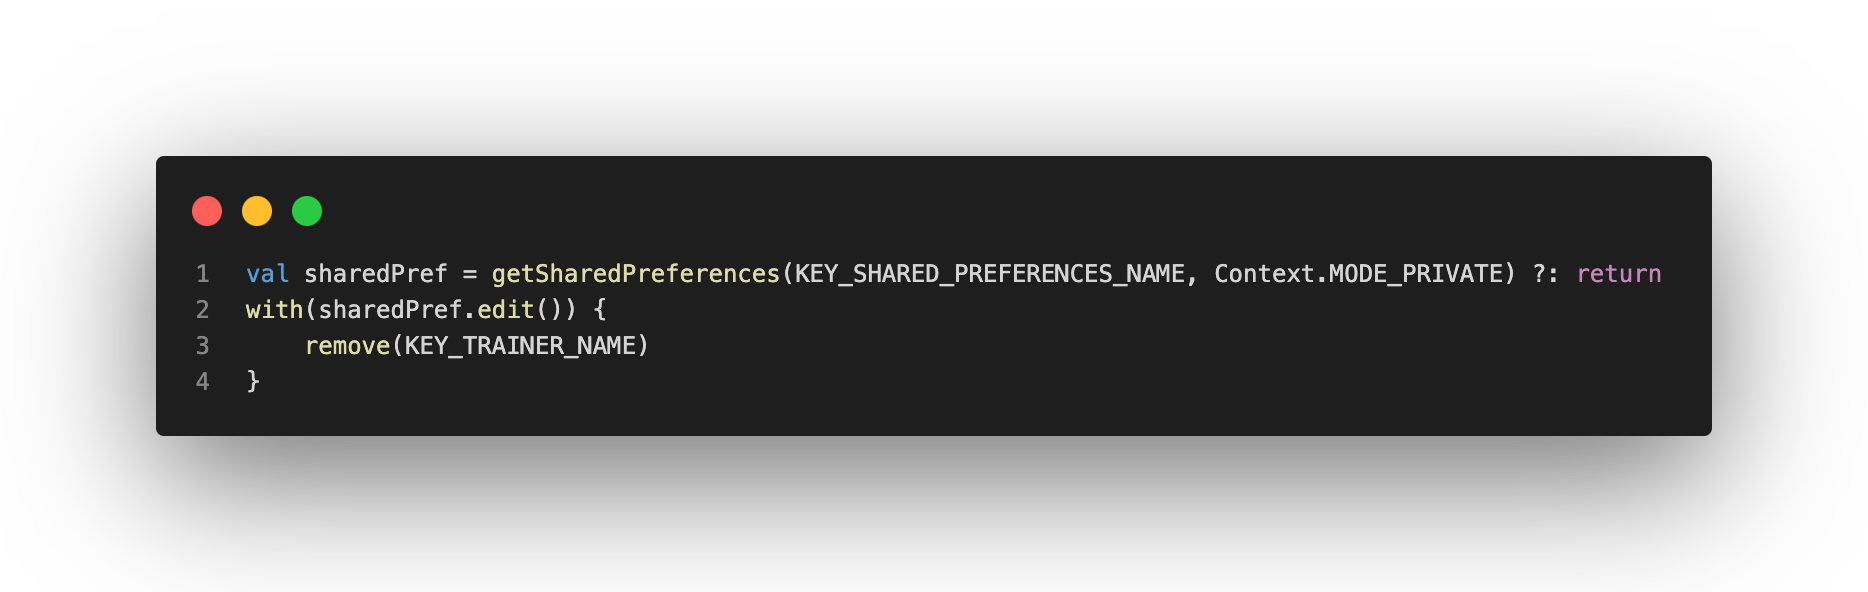 1 val sharedPref = getSharedPreferences(KEY_SHARED_PREFERENCES_NAME, Context.MODE_PRIVATE) ?: return
2 with(sharedPref.edit()) {
3     remove(KEY_TRAINER_NAME)
4 }